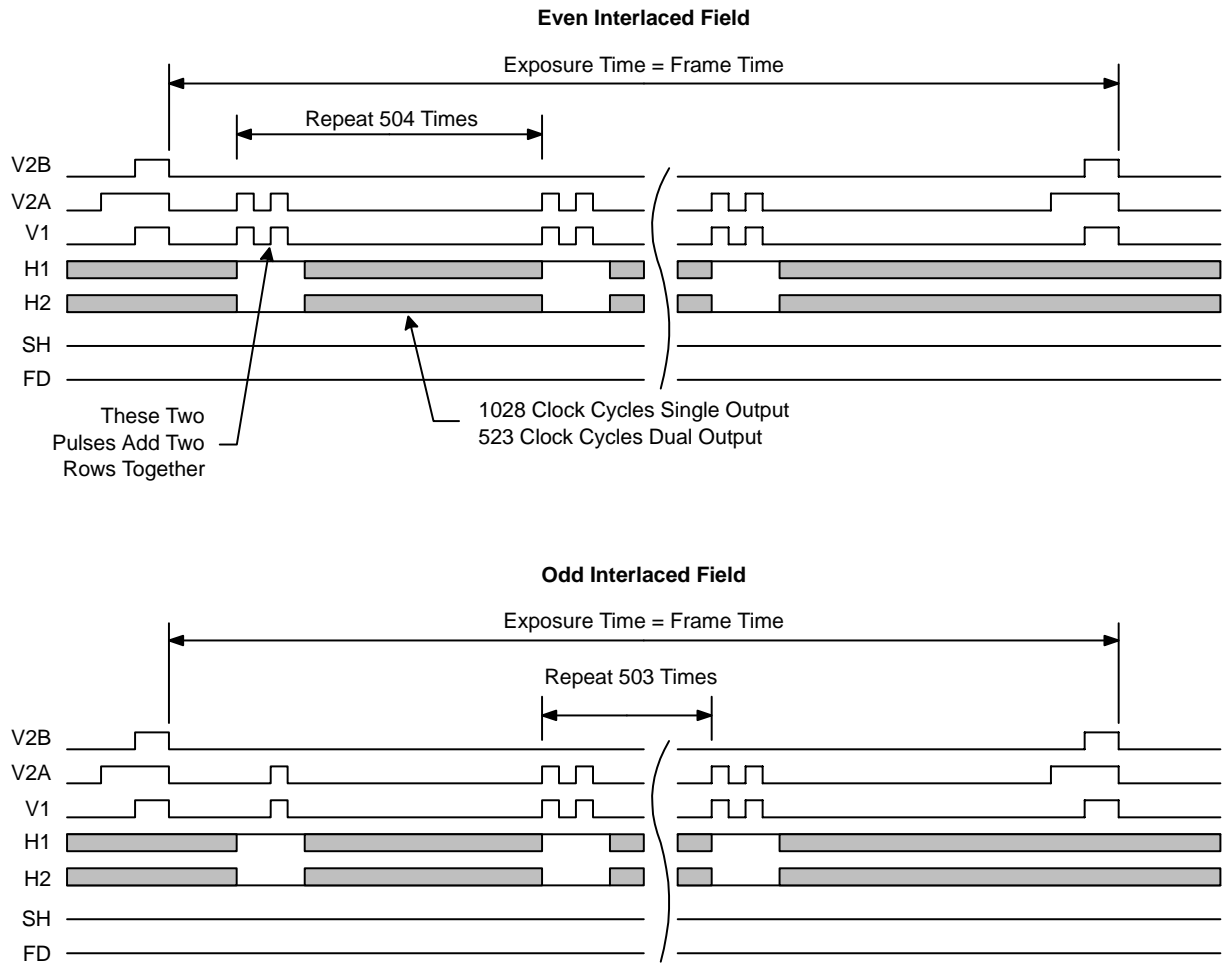 Even Interlaced Field
Exposure Time = Frame Time
Repeat 504 Times
V2B
V2A
V1
H1
H2
SH
FD
These Two
Pulses Add Two
Rows Together
1028 Clock Cycles Single Output
523 Clock Cycles Dual Output
Odd Interlaced Field
Exposure Time = Frame Time
Repeat 503 Times
V2B
V2A
V1
H1
H2
SH
FD